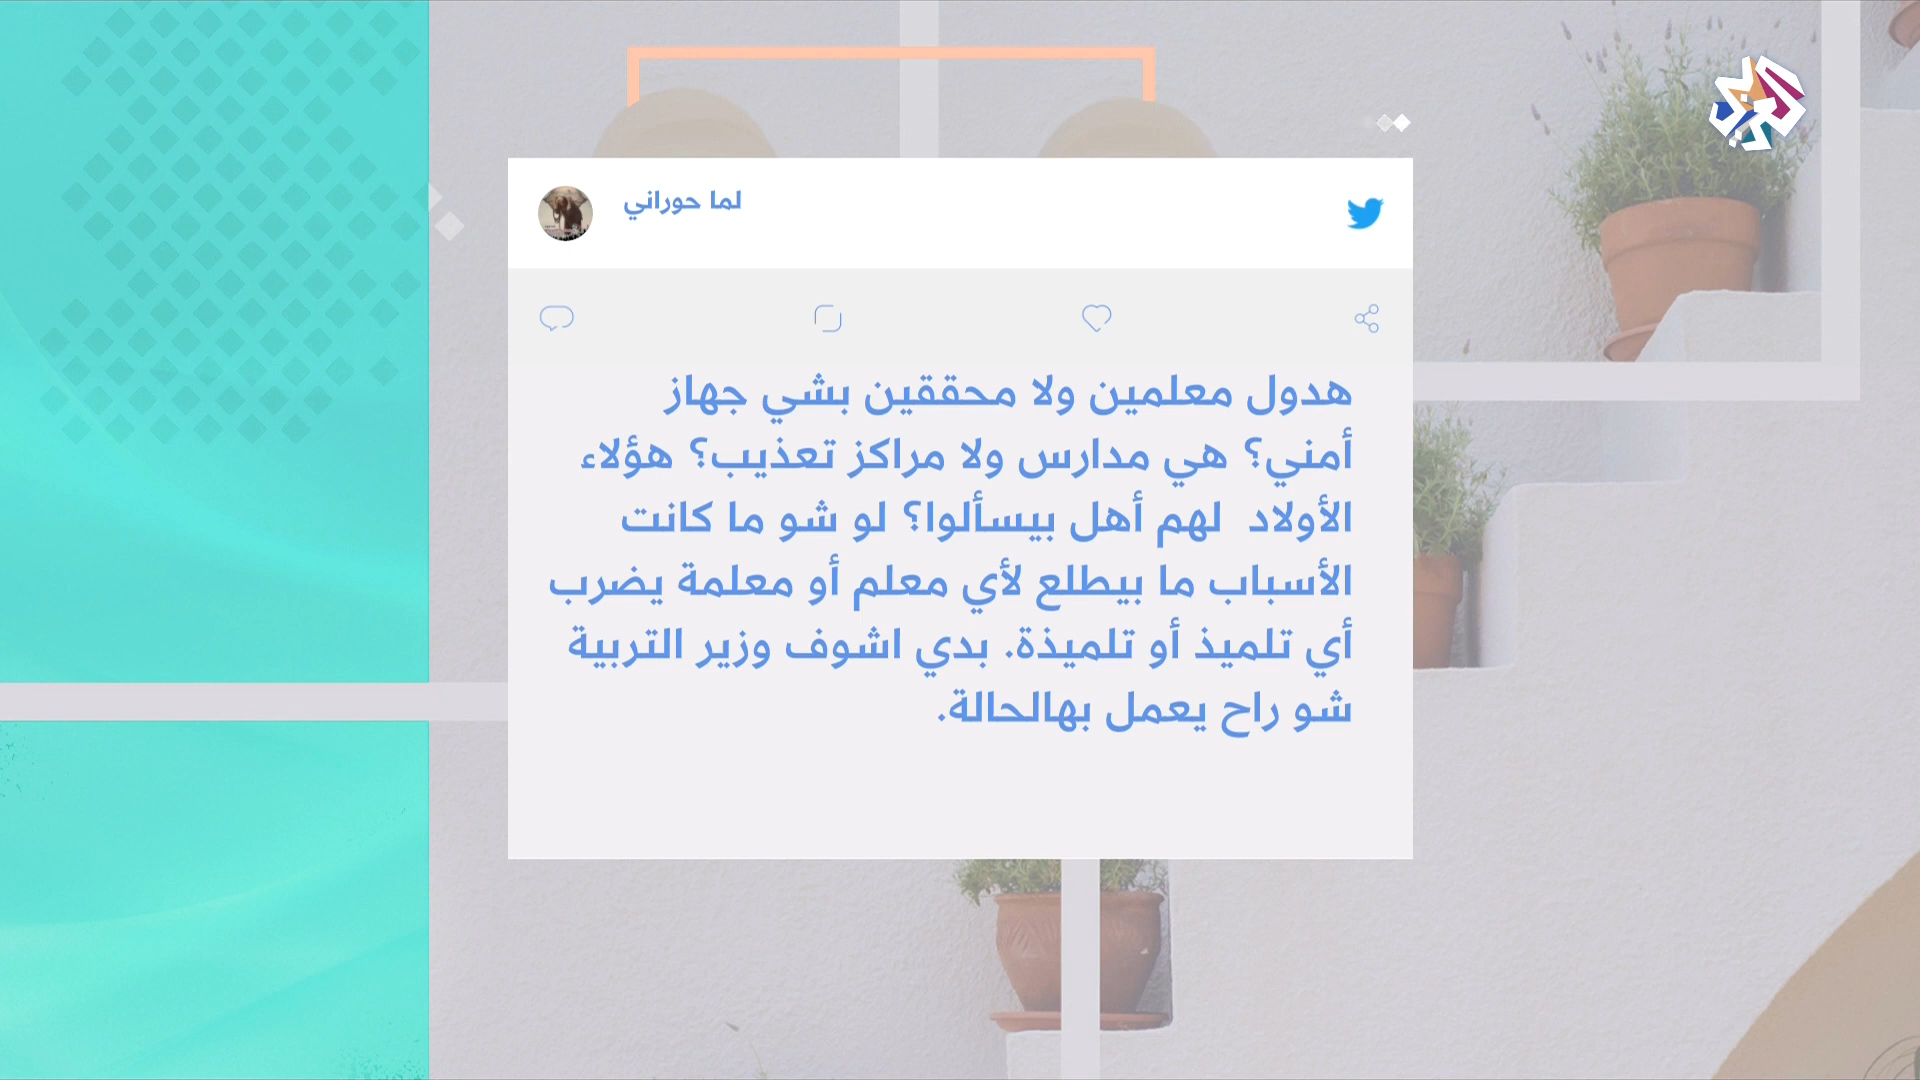 لما حوراني
هدول معلمين ولا محققين بشي جهاز
أمني؟ هي مدارس ولا مراكز تعذيب؟ هؤلاء
الأولاد لهم أهل بيسألوا؟ لو شو ما كانت
الأسباب ما بيطلع لأي معلم أو معلمة يضرب
أي تلميذ أو تلميذة. بدي اشوف وزير التربية
شو راح يعمل بهالحالة.